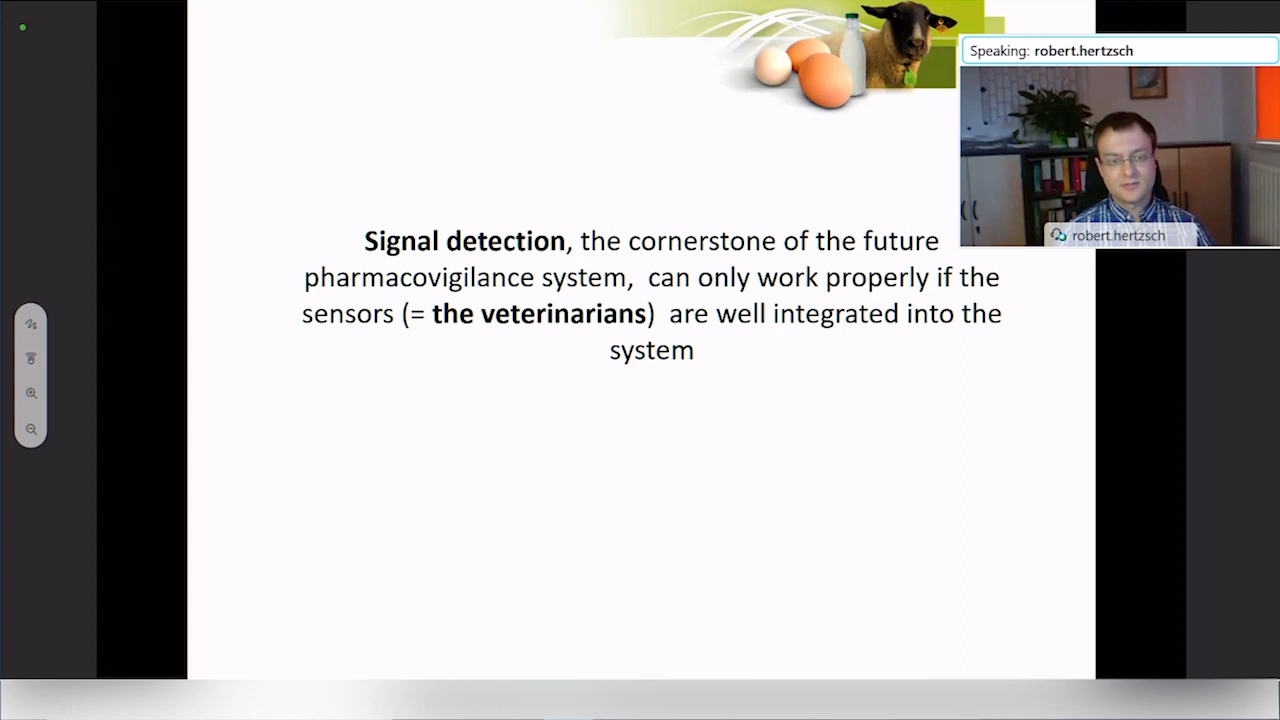 Speaking: robert.hertzsch
robert.hertzsch
Signal detection, the cornerstone of the future
pharmacovigilance system,  can only work properly if the
sensors (= the veterinarians)  are well integrated into the
system